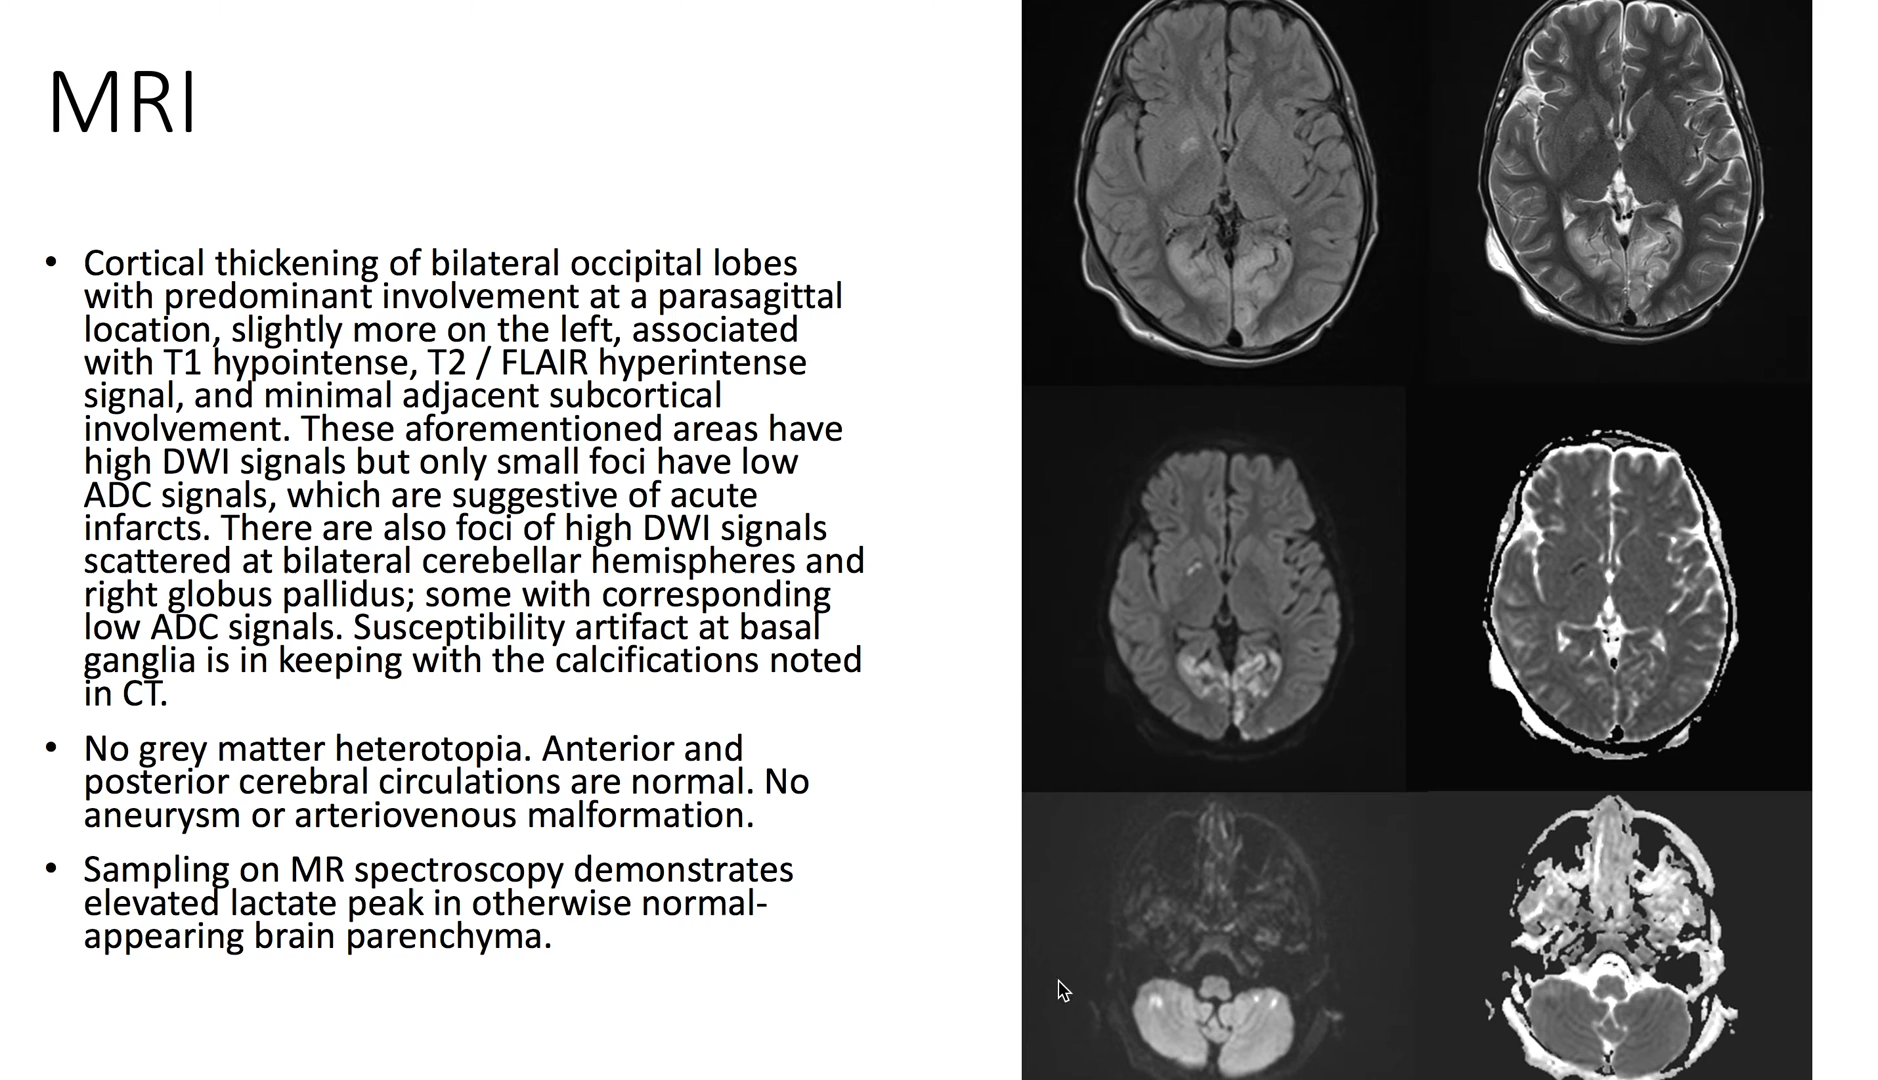 MRI
• Cortical thickening of bilateral occipital lobes
with predominant involvement at a parasagittal
location, slightly more on the left, associated
with T1 hypointense, T2 / FLAIR hyperintense
signal, and minimal adjacent subcortical
involvement. These aforementioned areas have
high DWI signals but only small foci have low
ADC signals, which are suggestive of acute
infarcts. There are also foci of high DWI signals
scattered at bilateral cerebellar hemispheres and
right globus pallidus; some with corresponding
low ADC signals. Susceptibility artifact at basal
ganglia is in keeping with the calcifications noted
in CT.
• No grey matter heterotopia. Anterior and
posterior cerebral circulations are normal. No
aneurysm or arteriovenous malformation.
• Sampling on MR spectroscopy demonstrates
elevated lactate peak in otherwise normal-
appearing brain parenchyma.